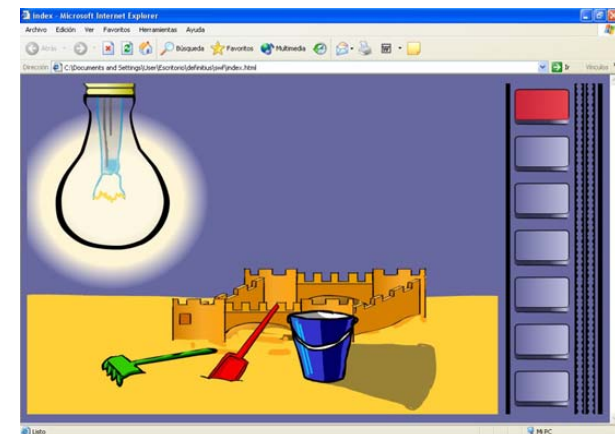 index - Microsoft Internet Explorer
Archivo Edición Ver Favoritos Herramientas Ayuda
Atrás Búsqueda Favoritos Multimedia
Dirección C:\Documents and Settings\User\Escritorio\definitius\swf\index.html Ir Vínculos
Listo Mi PC